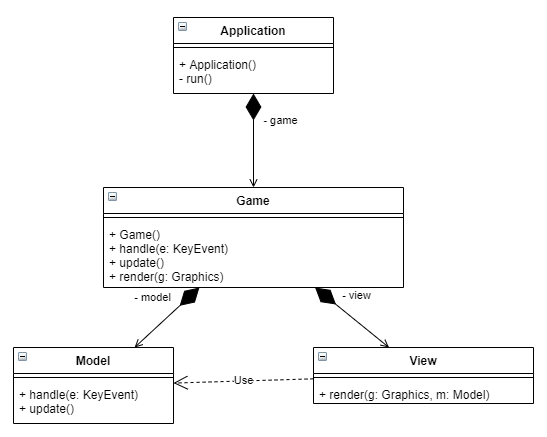 Application
+ Application()
- run()
- game
Game
+ Game()
+ handle(e: KeyEvent)
+ update()
+ render(g: Graphics)
- model
- view
Model
+ handle(e: KeyEvent)
+ update()
Use
View
+ render(g: Graphics, m: Model)